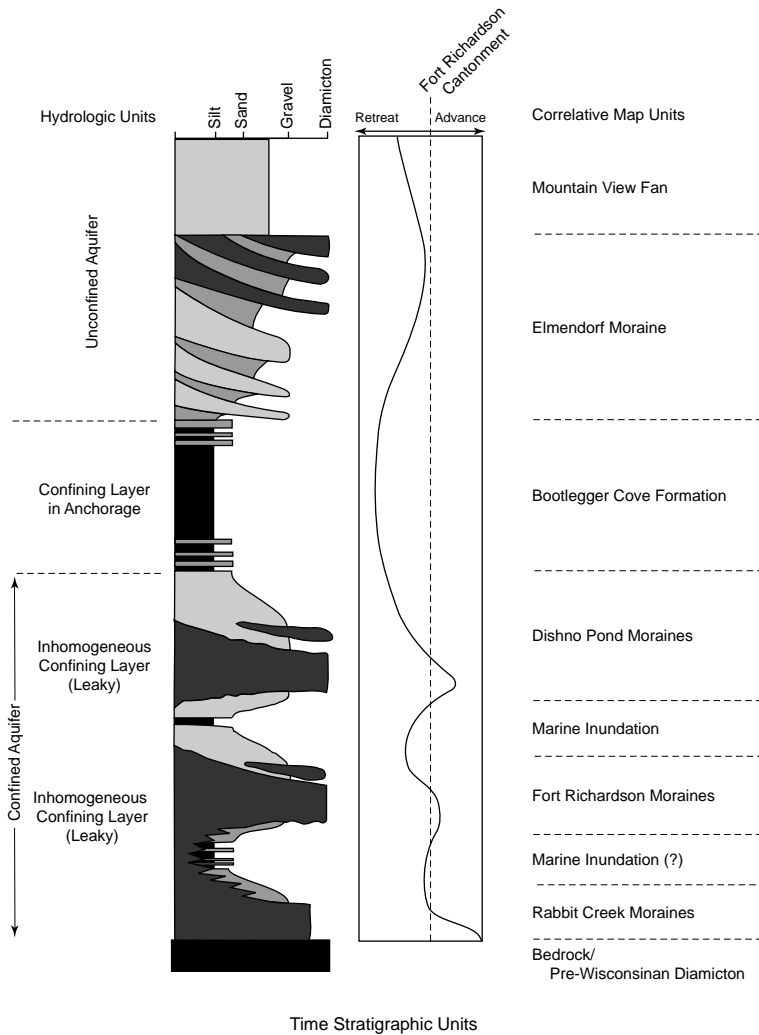 Fort Richardson
Cantonment
Hydrologic Units
Silt
Sand
Gravel
Diamicton
Retreat
Advance
Correlative Map Units
Mountain View Fan
Unconfined Aquifer
Elmendorf Moraine
Confining Layer
in Anchorage
Bootlegger Cove Formation
Confined Aquifer
Inhomogeneous
Confining Layer
(Leaky)
Dishno Pond Moraines
Marine Inundation
Inhomogeneous
Confining Layer
(Leaky)
Fort Richardson Moraines
Marine Inundation (?)
Rabbit Creek Moraines
Bedrock/
Pre-Wisconsinan Diamicton
Time Stratigraphic Units